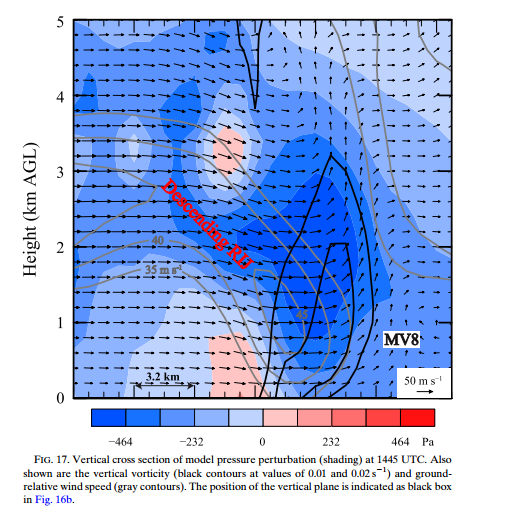 5
4
3
2
1
0
Height (km AGL)
Descending RIJ
40
35 m s⁻¹
45
MV8
3.2 km
50 m s⁻¹
−464 −232 0 232 464 Pa
FIG. 17. Vertical cross section of model pressure perturbation (shading) at 1445 UTC. Also
shown are the vertical vorticity (black contours at values of 0.01 and 0.02 s⁻¹) and ground-
relative wind speed (gray contours). The position of the vertical plane is indicated as black box
in Fig. 16b.